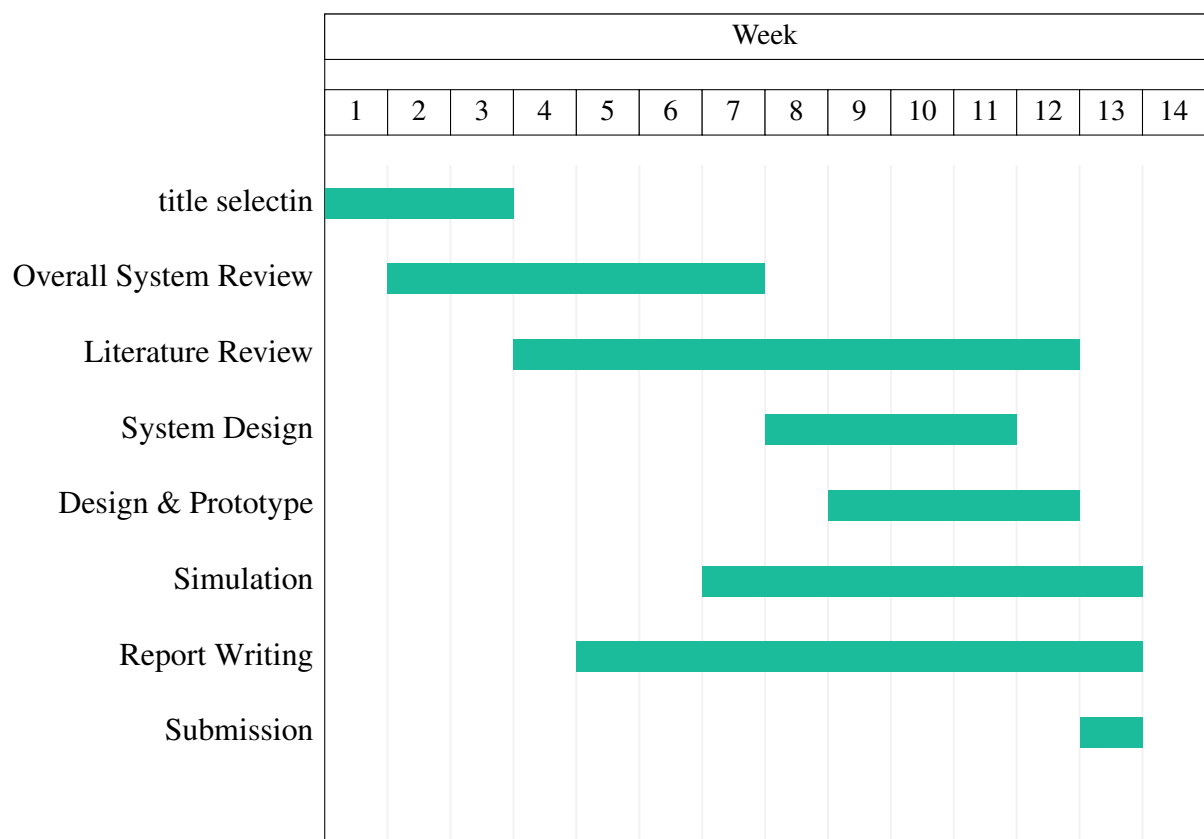 Week
1 2 3 4 5 6 7 8 9 10 11 12 13 14
title selectin
Overall System Review
Literature Review
System Design
Design & Prototype
Simulation
Report Writing
Submission